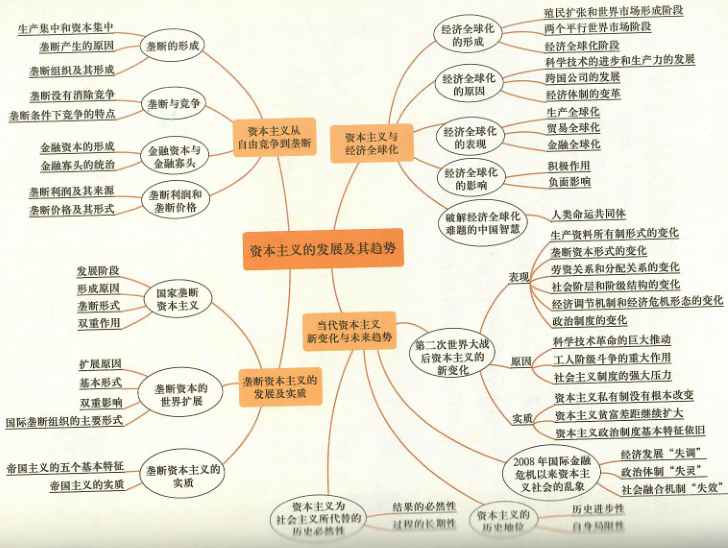 资本主义的发展及其趋势
资本主义从
自由竞争到垄断
垄断的形成
生产集中和资本集中
垄断产生的原因
垄断组织及其形成
垄断与竞争
垄断没有消除竞争
垄断条件下竞争的特点
金融资本与
金融寡头
金融资本的形成
金融寡头的统治
垄断利润和
垄断价格
垄断利润及其来源
垄断价格及其形式
垄断资本主义的
发展及实质
国家垄断
资本主义
发展阶段
形成原因
垄断形式
双重作用
垄断资本的
世界扩展
扩展原因
基本形式
双重影响
国际垄断组织的主要形式
垄断资本主义的
实质
帝国主义的五个基本特征
帝国主义的实质
资本主义与
经济全球化
经济全球化
的形成
殖民扩张和世界市场形成阶段
两个平行世界市场阶段
经济全球化阶段
经济全球化
的原因
科学技术的进步和生产力的发展
跨国公司的发展
经济体制的变革
经济全球化
的表现
生产全球化
贸易全球化
金融全球化
经济全球化
的影响
积极作用
负面影响
破解经济全球化
难题的中国智慧
人类命运共同体
当代资本主义
新变化与未来趋势
第二次世界大战
后资本主义的
新变化
表现
生产资料所有制形式的变化
垄断资本形式的变化
劳资关系和分配关系的变化
社会阶层和阶级结构的变化
经济调节机制和经济危机形态的变化
政治制度的变化
原因
科学技术革命的巨大推动
工人阶级斗争的重大作用
社会主义制度的强大压力
实质
资本主义私有制没有根本改变
资本主义贫富差距继续扩大
资本主义政治制度基本特征依旧
2008年国际金融
危机以来资本主
义社会的乱象
经济发展“失调”
政治体制“失灵”
社会融合机制“失效”
资本主义的
历史地位
历史进步性
自身局限性
资本主义为
社会主义所代替的
历史必然性
结果的必然性
过程的长期性